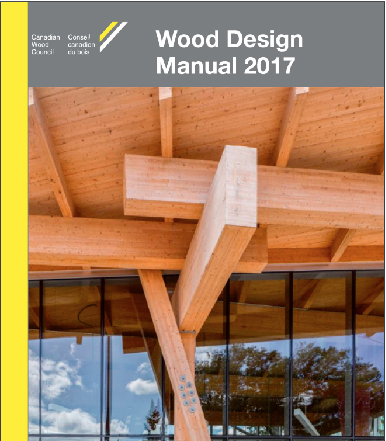 Canadian Conseil
Wood canadien
Council du bois
Wood Design
Manual 2017